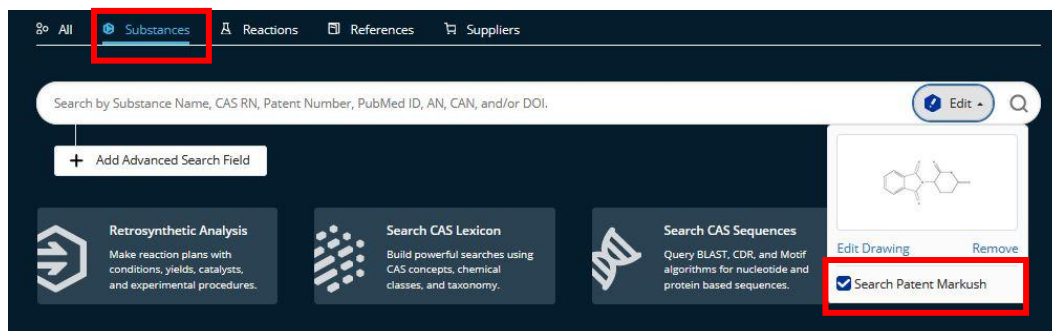 All Substances Reactions References Suppliers
Search by Substance Name, CAS RN, Patent Number, PubMed ID, AN, CAN, and/or DOI.
Edit
Add Advanced Search Field
Retrosynthetic Analysis
Make reaction plans with
conditions, yields, catalysts,
and experimental procedures.
Search CAS Lexicon
Build powerful searches using
CAS concepts, chemical
classes, and taxonomy.
Search CAS Sequences
Query BLAST, CDR, and Motif
algorithms for nucleotide and
protein based sequences.
Edit Drawing Remove
Search Patent Markush